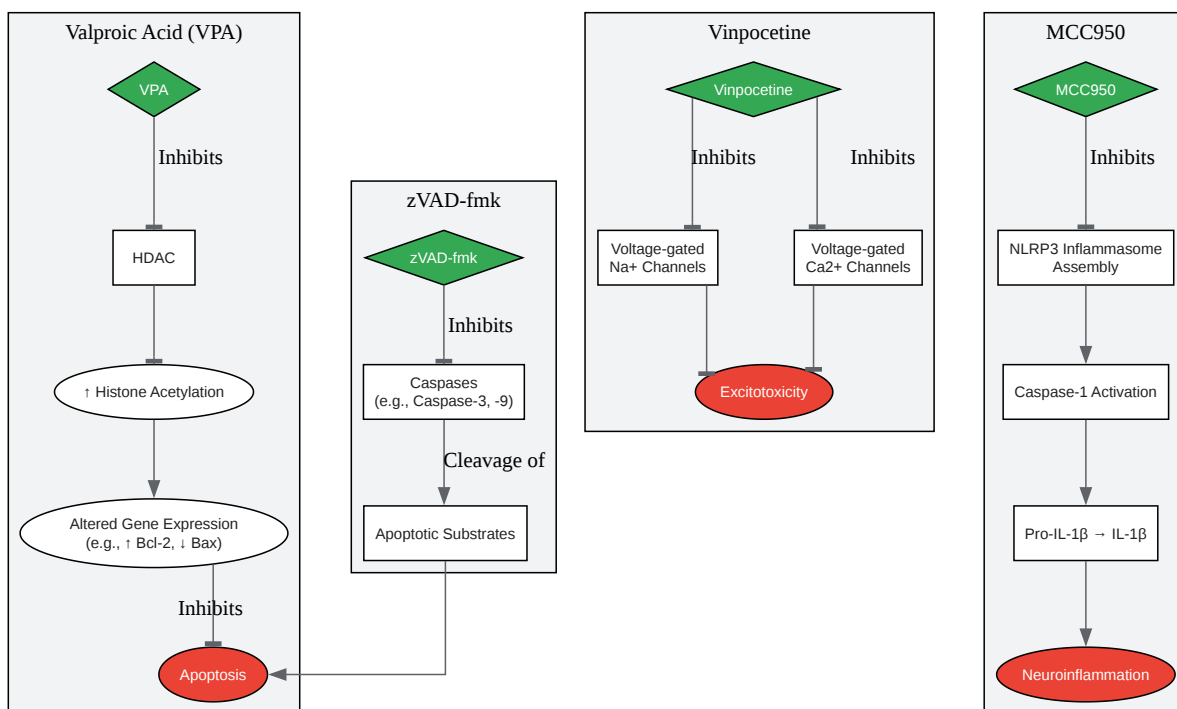 Valproic Acid (VPA)
VPA
Inhibits
HDAC
↑ Histone Acetylation
Altered Gene Expression
(e.g., ↑ Bcl-2, ↓ Bax)
Inhibits
Apoptosis
zVAD-fmk
zVAD-fmk
Inhibits
Caspases
(e.g., Caspase-3, -9)
Cleavage of
Apoptotic Substrates
Vinpocetine
Vinpocetine
Inhibits
Inhibits
Voltage-gated
Na+ Channels
Voltage-gated
Ca2+ Channels
Excitotoxicity
MCC950
MCC950
Inhibits
NLRP3 Inflammasome
Assembly
Caspase-1 Activation
Pro-IL-1β → IL-1β
Neuroinflammation